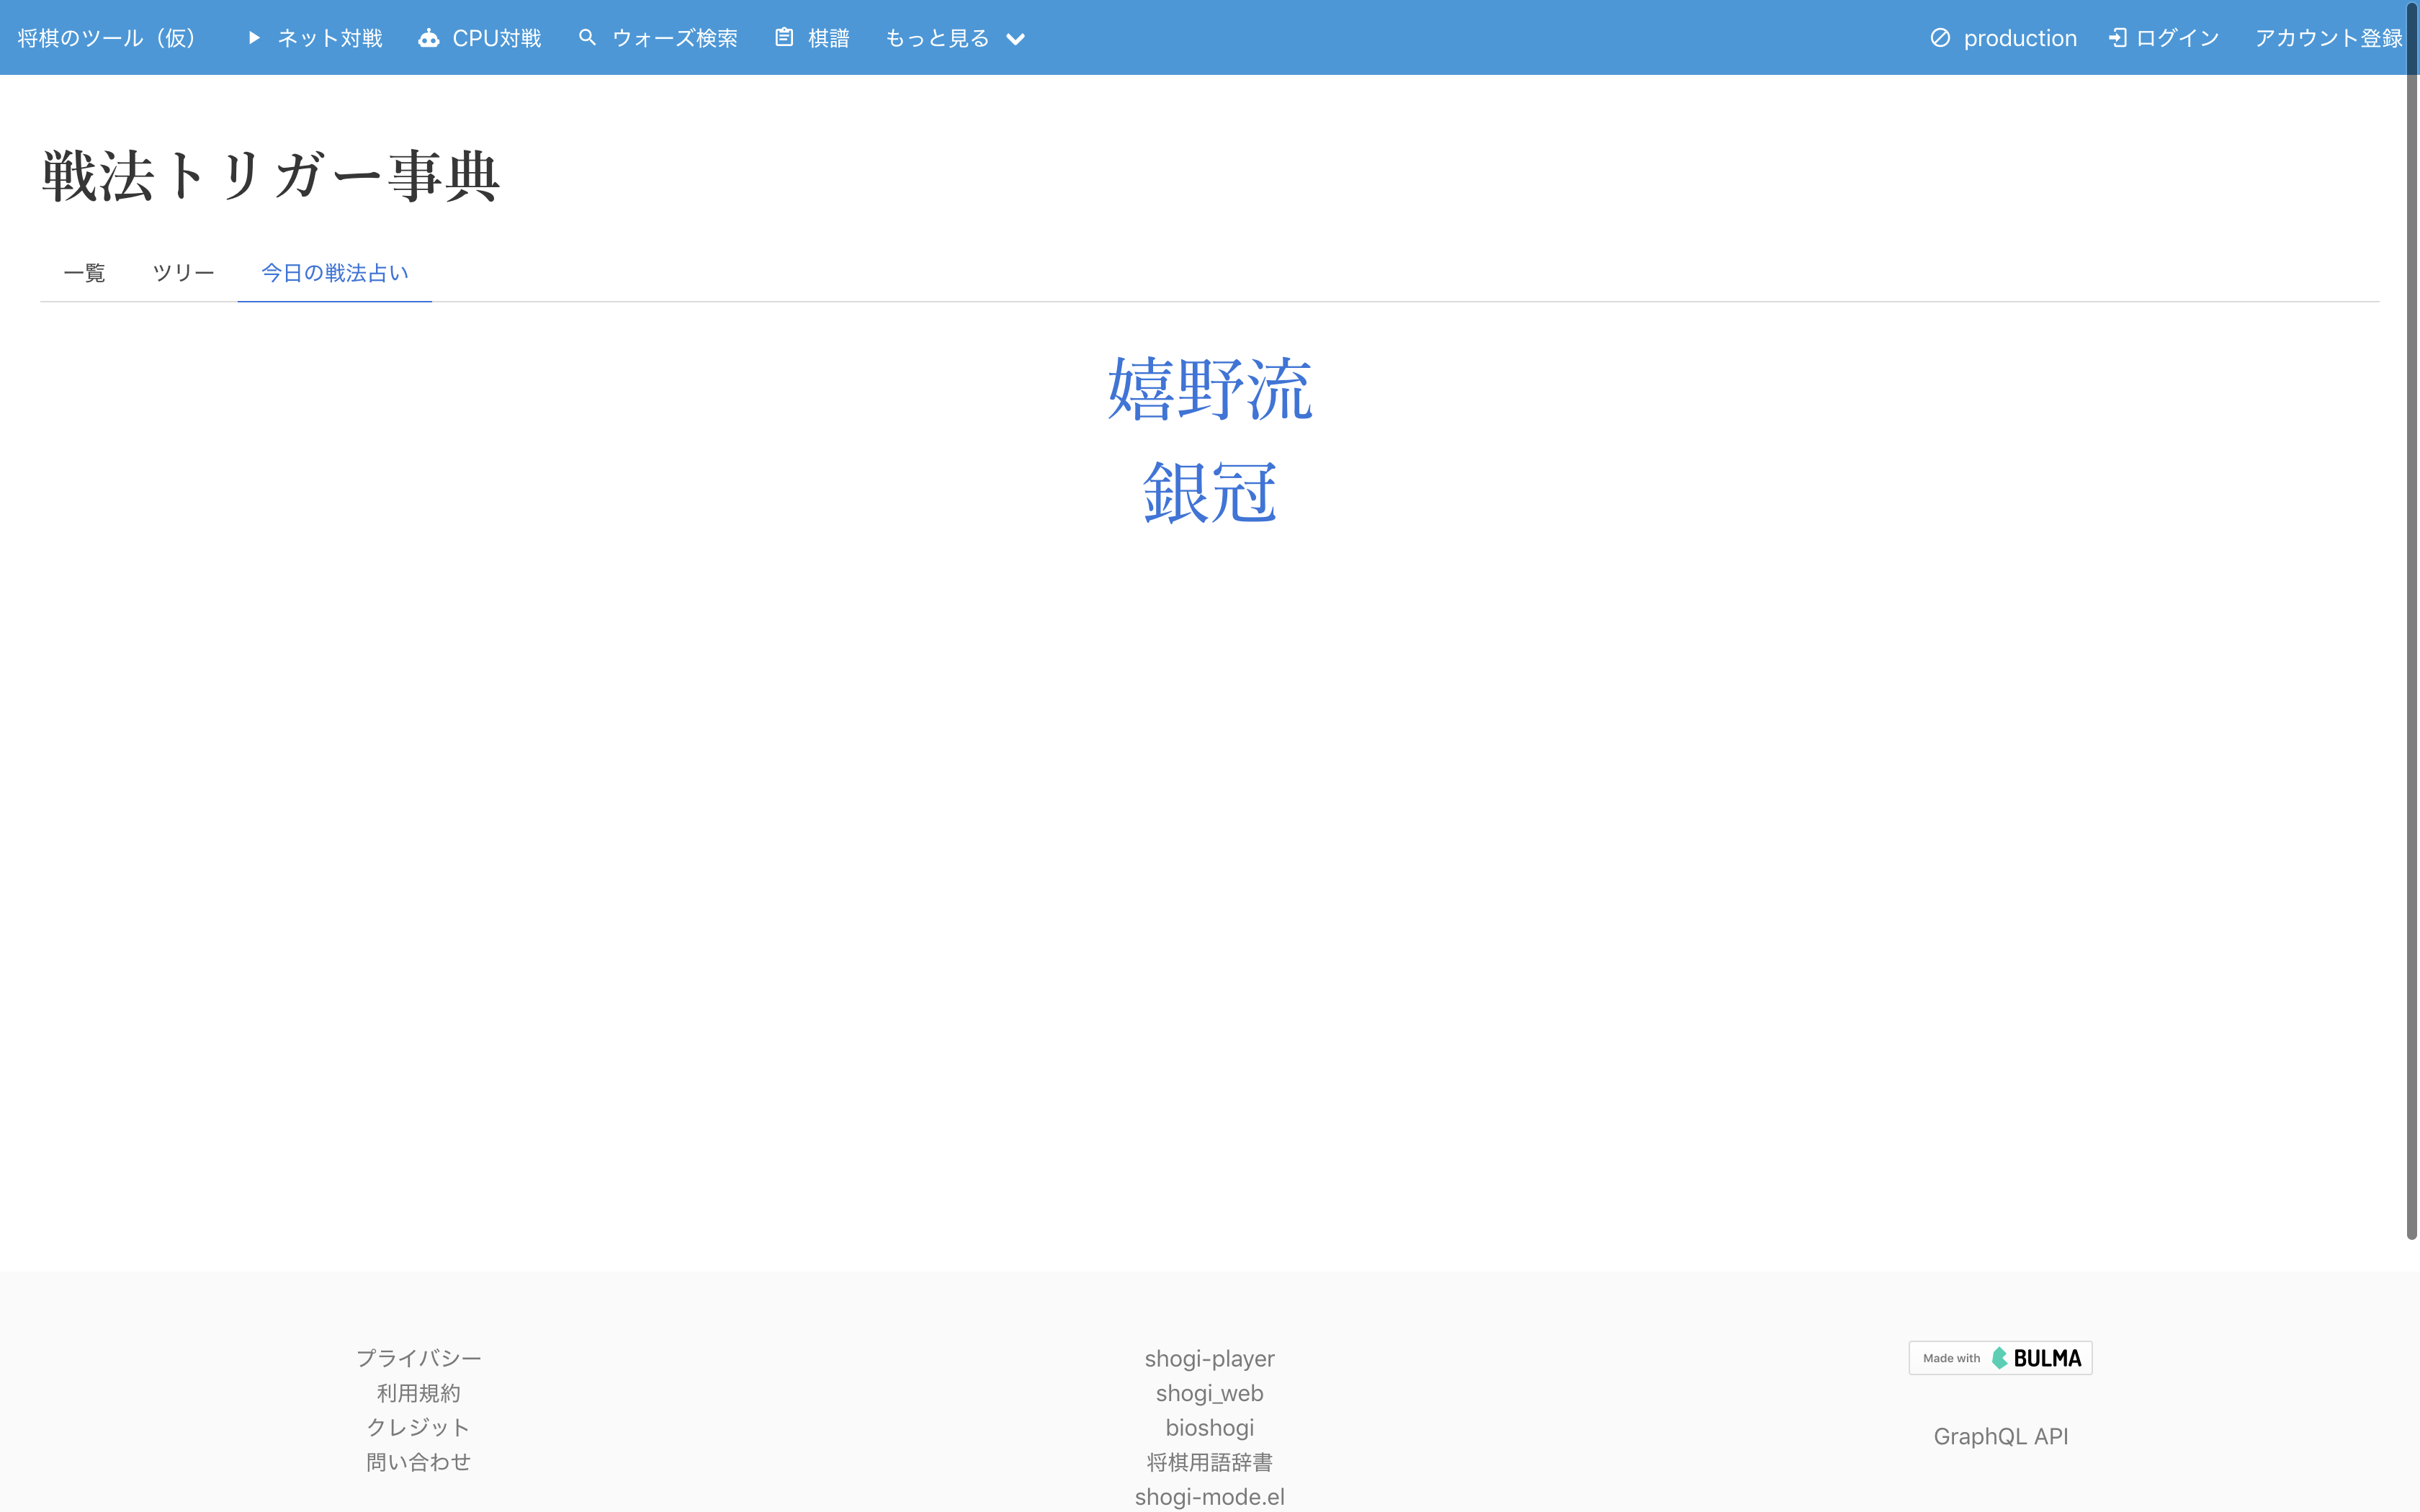 将棋のツール（仮） ネット対戦 CPU対戦 ウォーズ検索 棋譜 もっと見る production ログイン アカウント登録
戦法トリガー事典
一覧 ツリー 今日の戦法占い
嬉野流
銀冠
プライバシー
利用規約
クレジット
問い合わせ
shogi-player
shogi_web
bioshogi
将棋用語辞書
shogi-mode.el
Made with BULMA
GraphQL API